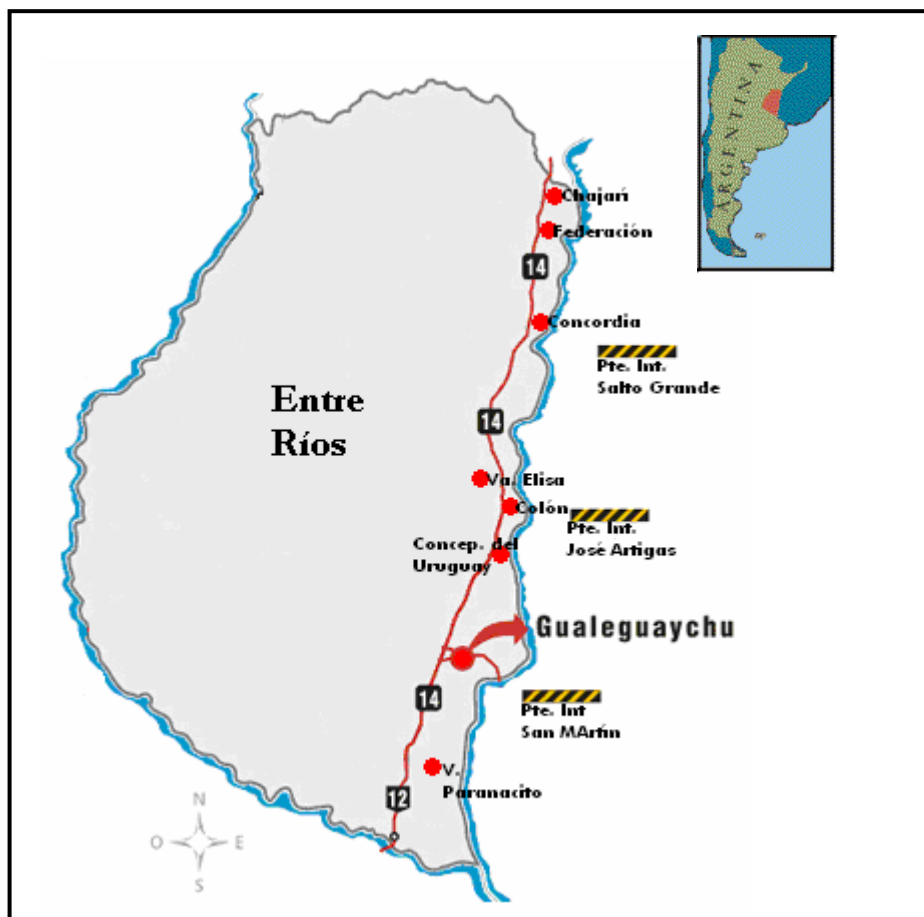 ARGENTINA
Chajarí
Federación
14
Concordia
Pte. Int.
Salto Grande
Entre
Ríos
14
Va. Elisa
Colón
Pte. Int.
José Artigas
Concep. del
Uruguay
Gualeguaychu
14
Pte. Int
San MArtín
V.
Paranacito
12
N
O
E
S